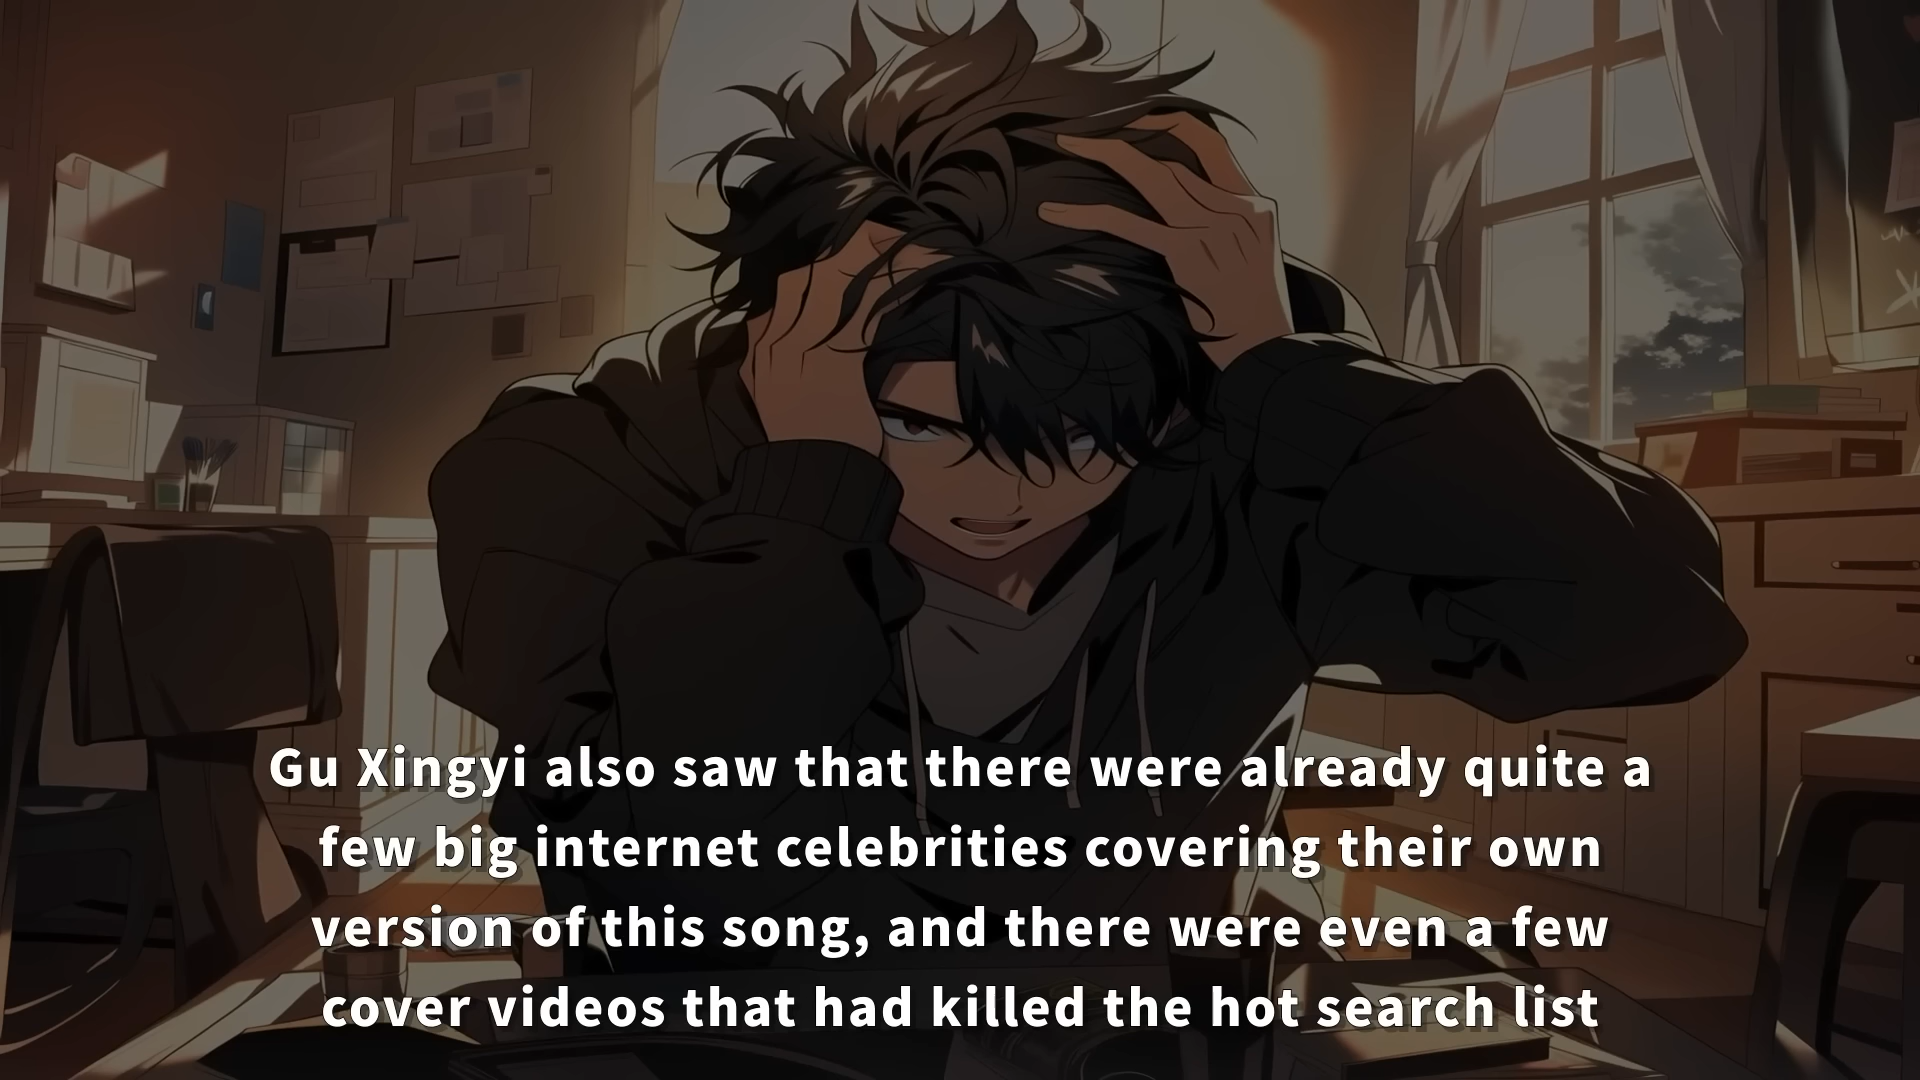 Gu Xingyi also saw that there were already quite a
few big internet celebrities covering their own
version of this song, and there were even a few
cover videos that had killed the hot search list